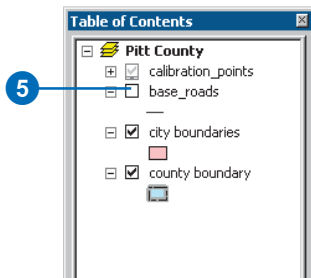 Table of Contents
Pitt County
calibration_points
5
base_roads
city boundaries
county boundary